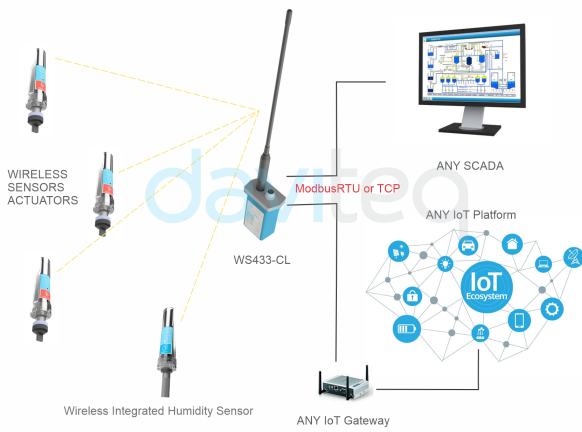 ANY SCADA
WIRELESS
SENSORS
ACTUATORS
daviteq
ModbusRTU or TCP
ANY IoT Platform
WS433-CL
IoT
Ecosystem
Wireless Integrated Humidity Sensor
ANY IoT Gateway